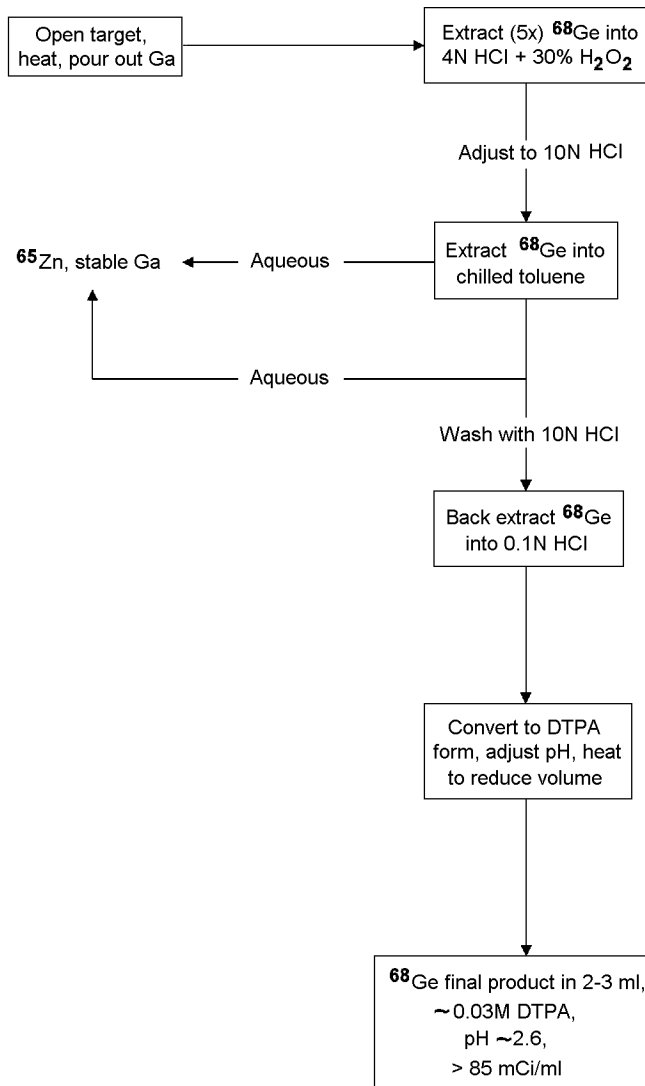 Open target,
heat, pour out Ga
Extract (5x) ⁶⁸Ge into
4N HCl + 30% H₂O₂
Adjust to 10N HCl
⁶⁵Zn, stable Ga
Aqueous
Extract ⁶⁸Ge into
chilled toluene
Aqueous
Wash with 10N HCl
Back extract ⁶⁸Ge
into 0.1N HCl
Convert to DTPA
form, adjust pH, heat
to reduce volume
⁶⁸Ge final product in 2-3 ml,
~0.03M DTPA,
pH ~2.6,
> 85 mCi/ml